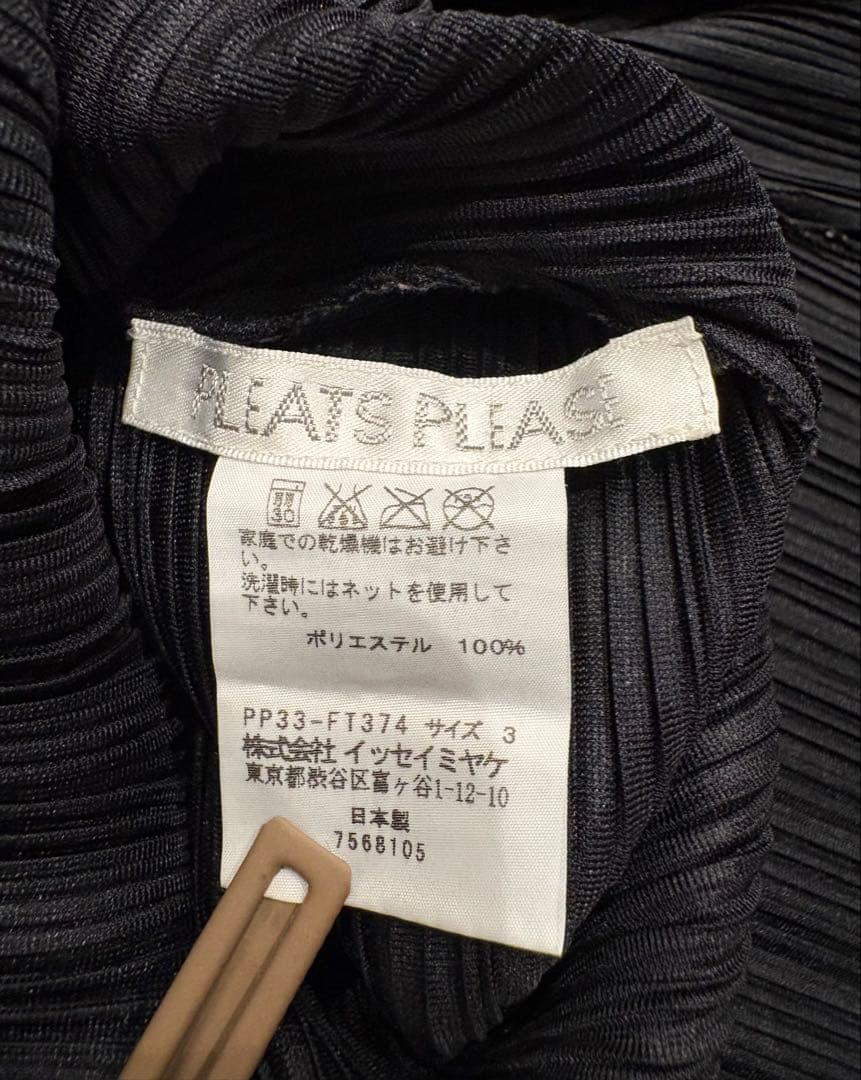 PLEATS PLEASE
30
家庭での乾燥機はお避け下さ
い。
洗濯時にはネットを使用して
下さい。
ポリエステル 100%
PP33-FT374 サイズ 3
株式会社 イッセイミヤケ
東京都渋谷区富ヶ谷1-12-10
日本製
7568105